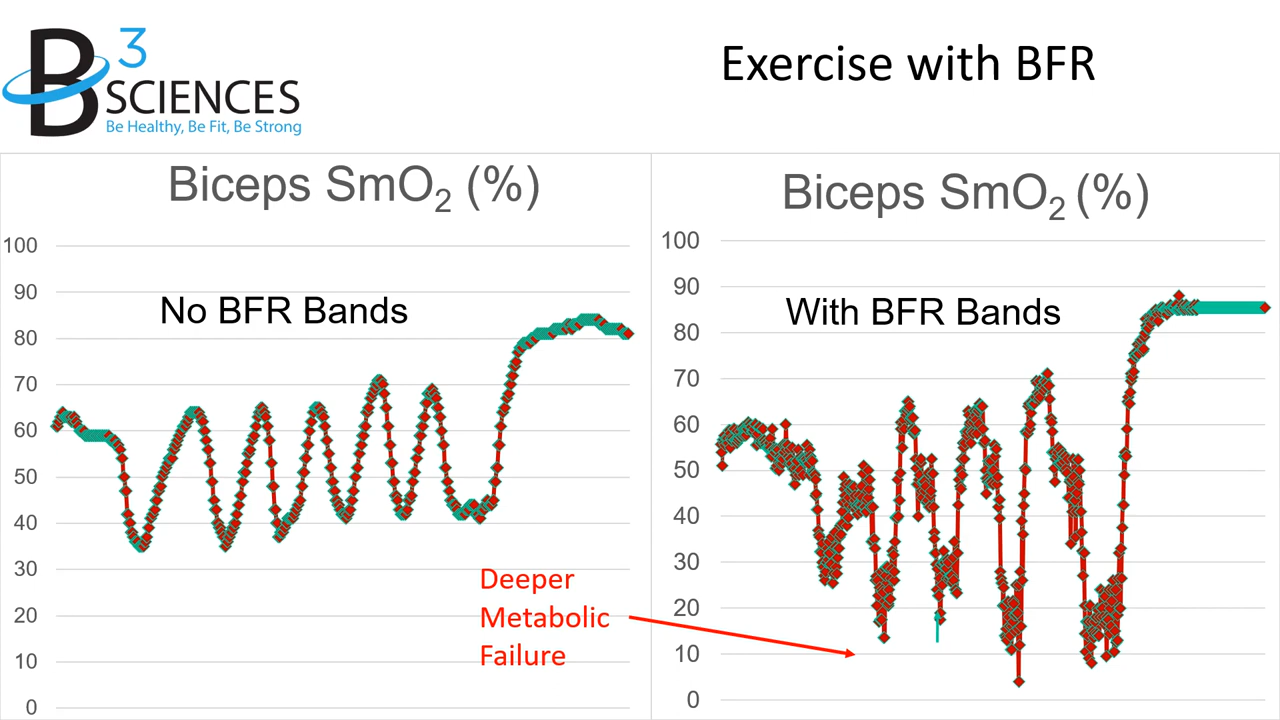 B3 SCIENCES
Be Healthy, Be Fit, Be Strong
Exercise with BFR
Biceps SmO₂ (%)
100
90
80
70
60
50
40
30
20
10
0
No BFR Bands
Deeper
Metabolic
Failure
Biceps SmO₂ (%)
100
90
80
70
60
50
40
30
20
10
0
With BFR Bands